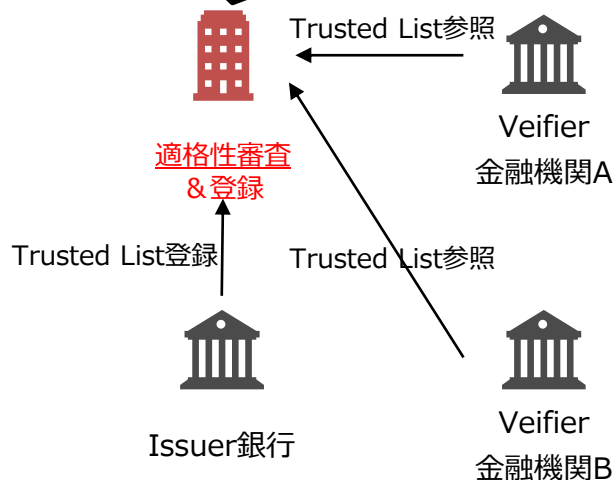 Trusted List参照
Veifier
金融機関A
適格性審査
＆登録
Trusted List登録
Trusted List参照
Issuer銀行
Veifier
金融機関B